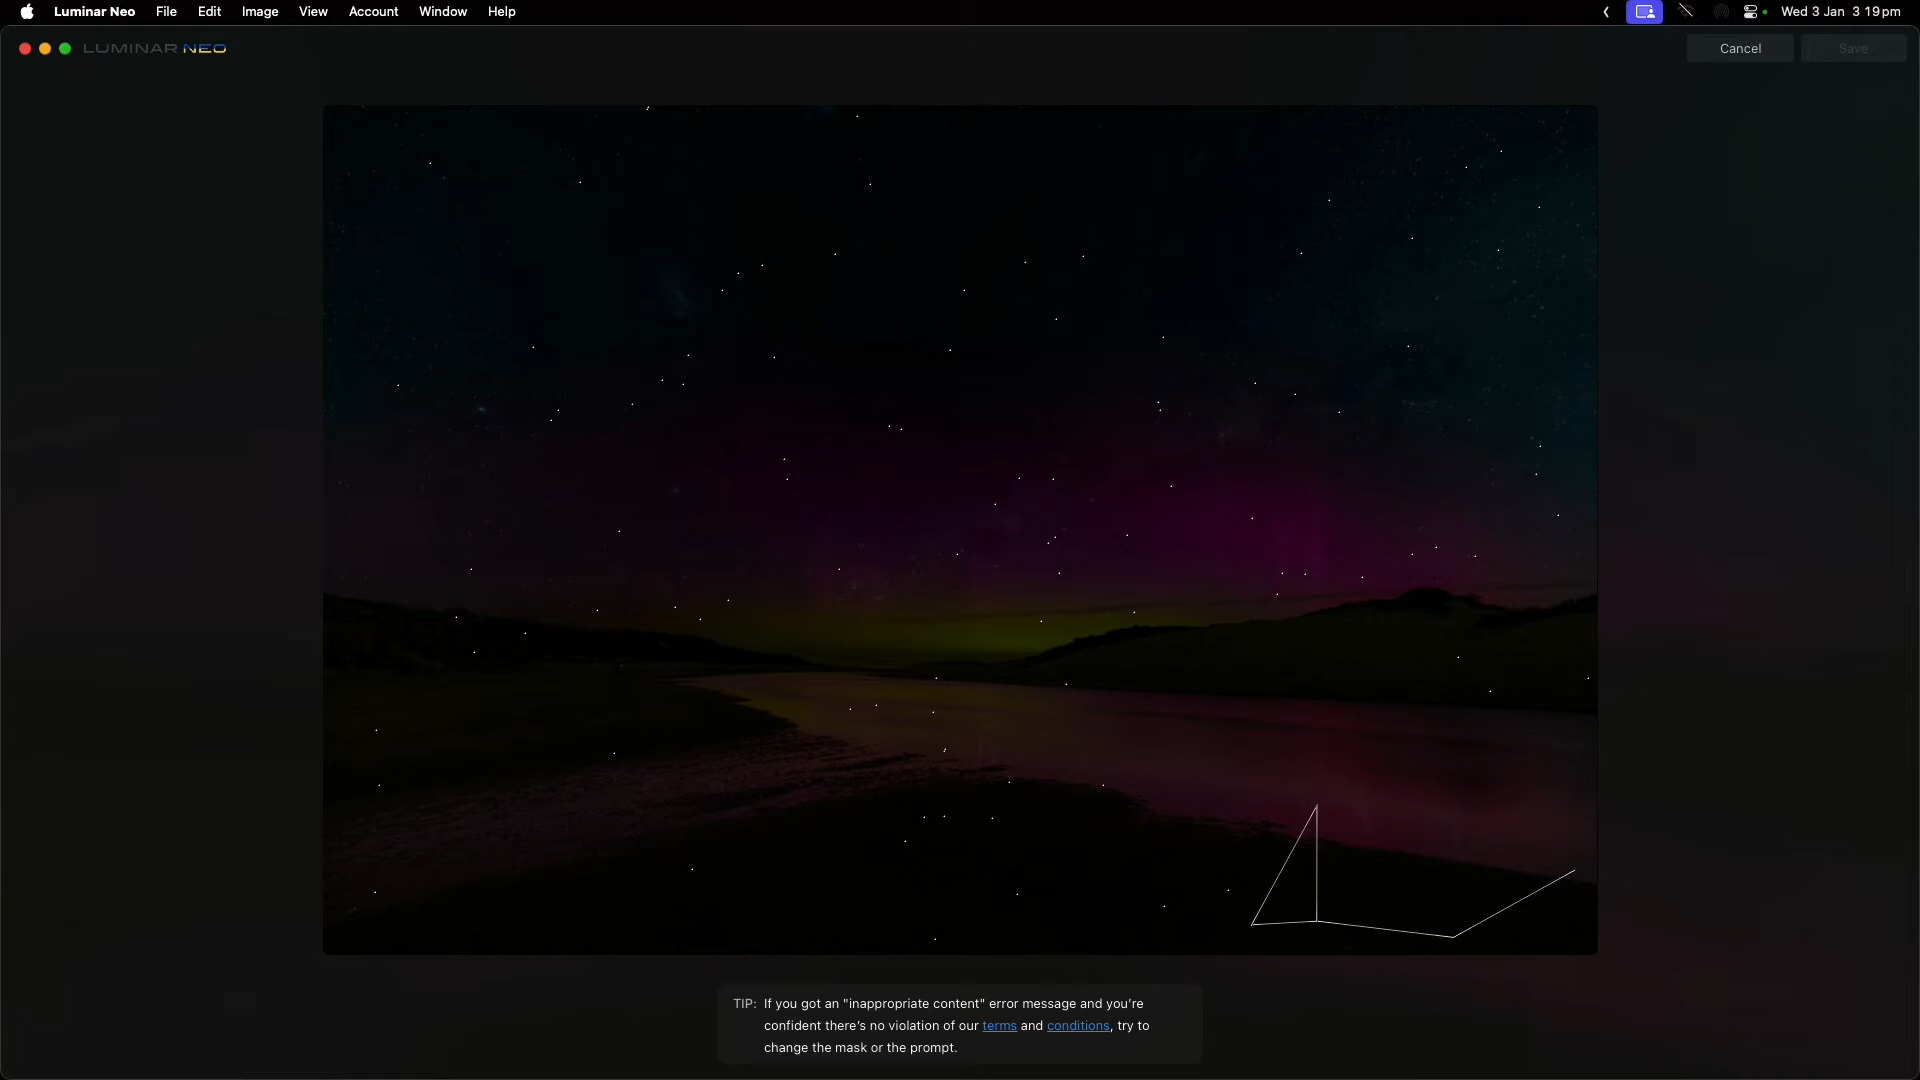 Luminar Neo File Edit Image View Account Window Help Wed 3 Jan 3 19 pm
LUMINAR NEO Cancel Save
TIP: If you got an "inappropriate content" error message and you're
confident there's no violation of our terms and conditions, try to
change the mask or the prompt.